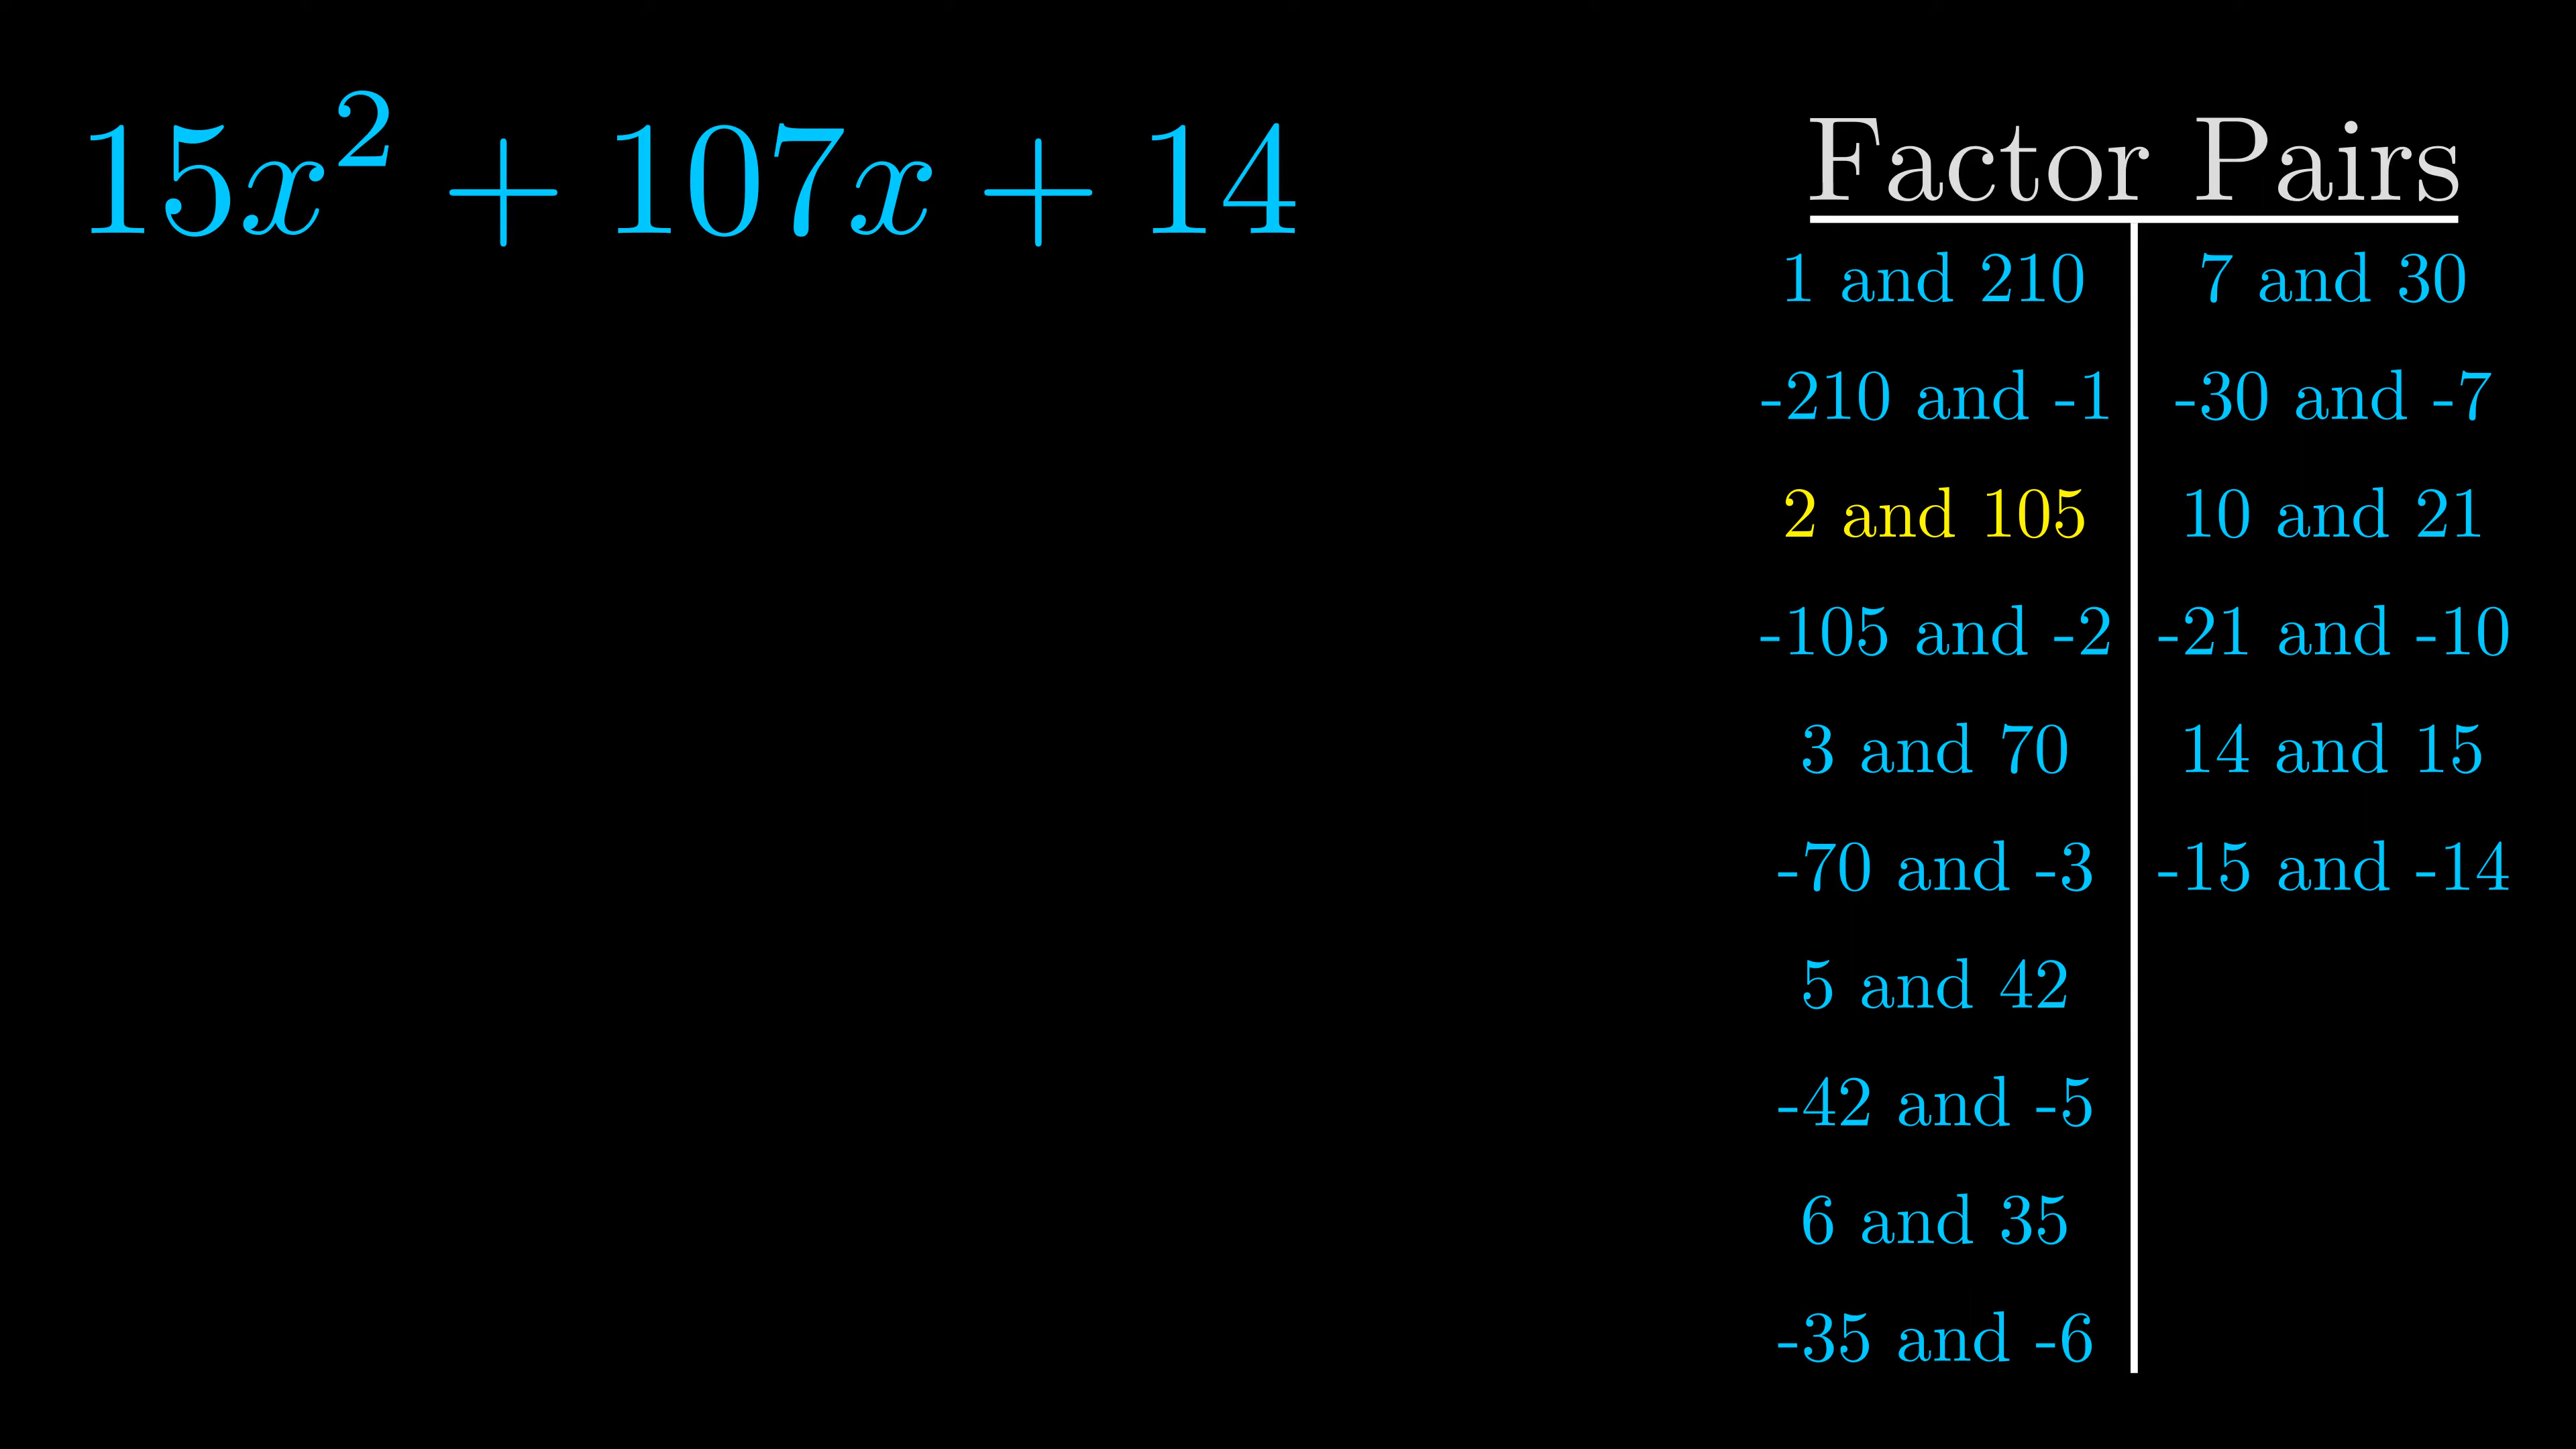 15x² + 107x + 14
Factor Pairs
1 and 210
-210 and -1
2 and 105
-105 and -2
3 and 70
-70 and -3
5 and 42
-42 and -5
6 and 35
-35 and -6
7 and 30
-30 and -7
10 and 21
-21 and -10
14 and 15
-15 and -14